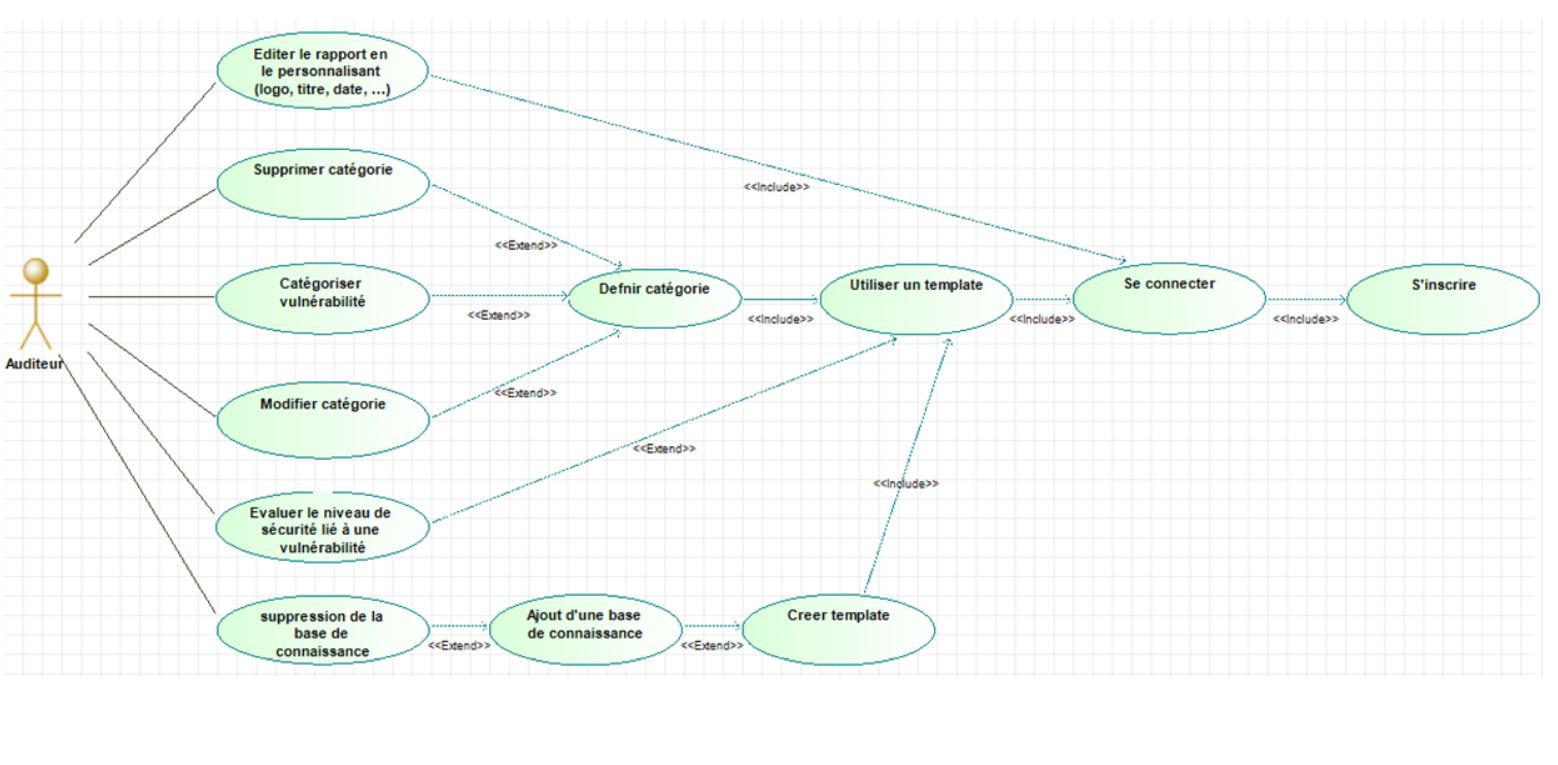 Editer le rapport en
le personnalisant
(logo, titre, date, ...)
Supprimer catégorie
<<Include>>
<<Extend>>
Catégoriser
vulnérabilité
<<Extend>>
Defnir catégorie
<<Include>>
Utiliser un template
<<Include>>
Se connecter
<<Include>>
S'inscrire
Auditeur
Modifier catégorie
<<Extend>>
<<Extend>>
<<Include>>
Evaluer le niveau de
sécurité lié à une
vulnérabilité
suppression de la
base de
connaissance
<<Extend>>
Ajout d'une base
de connaissance
<<Extend>>
Creer template